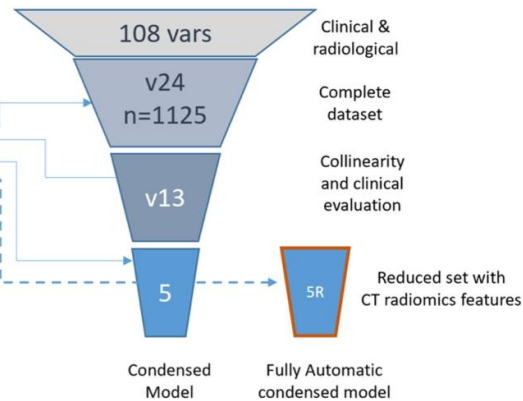 108 vars
Clinical &
radiological
v24
n=1125
Complete
dataset
v13
Collinearity
and clinical
evaluation
5
5R
Reduced set with
CT radiomics features
Condensed
Model
Fully Automatic
condensed model